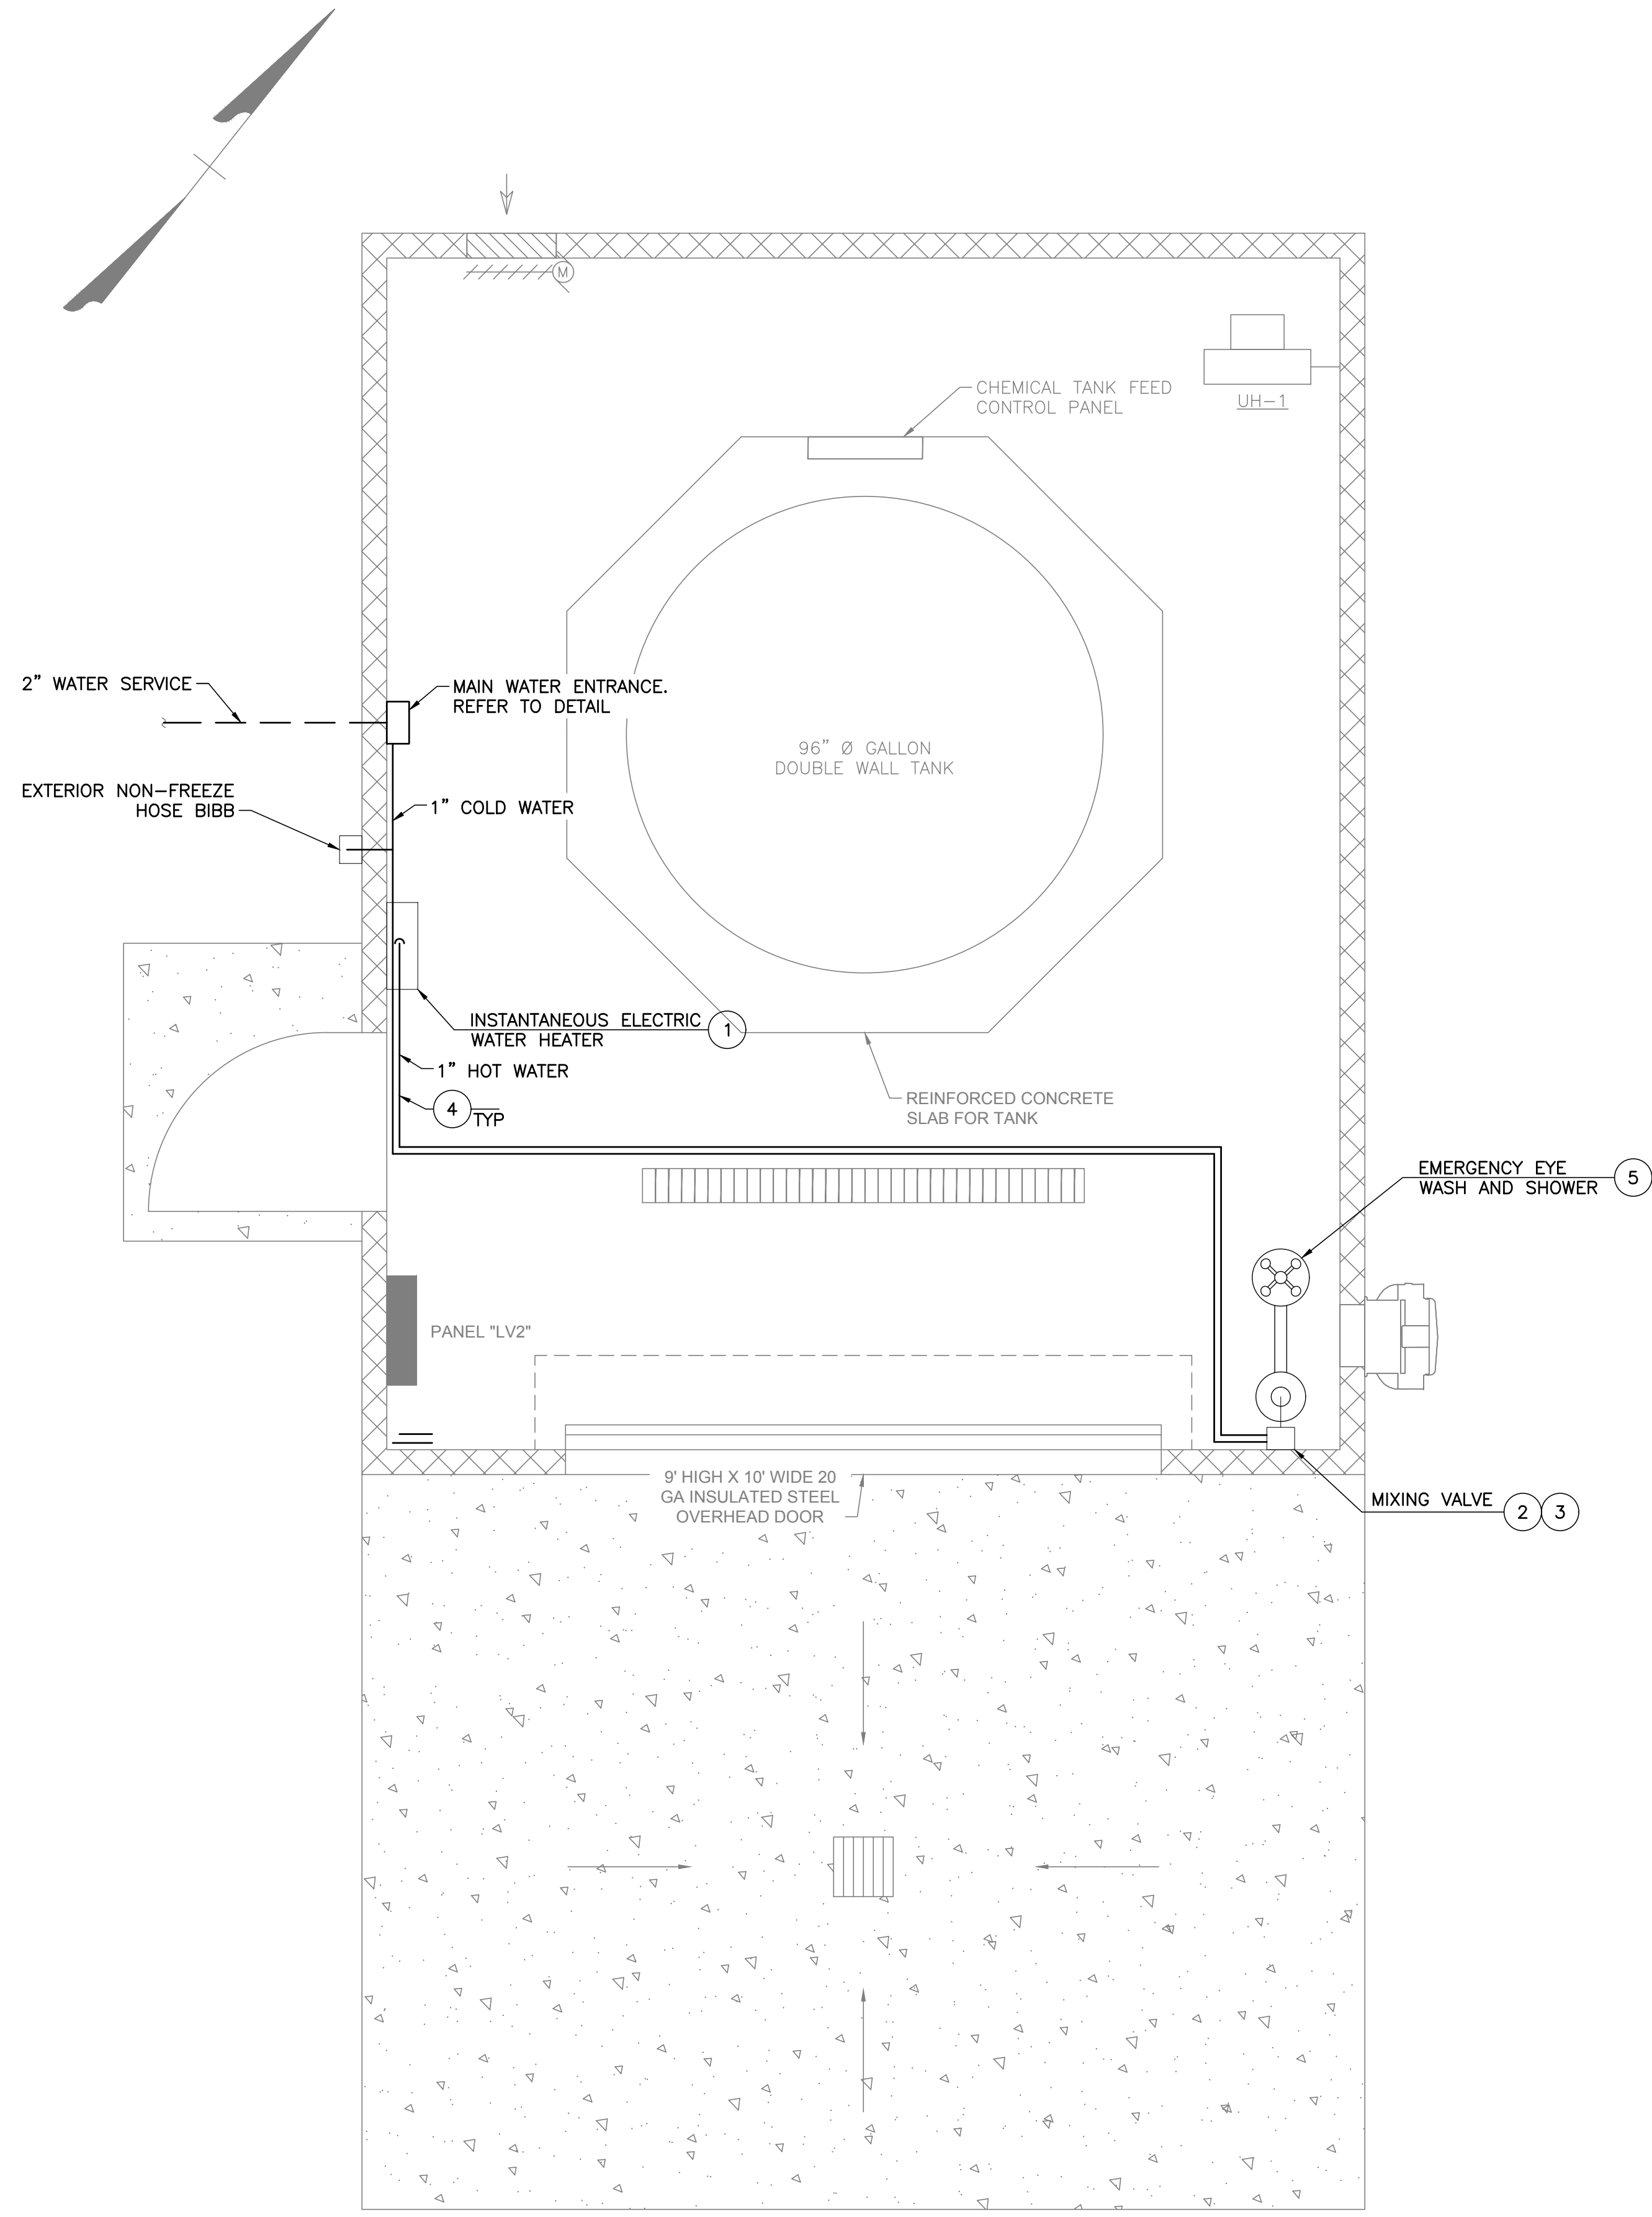 M
CHEMICAL TANK FEED
CONTROL PANEL
UH-1
2" WATER SERVICE
MAIN WATER ENTRANCE.
REFER TO DETAIL
96" Ø GALLON
DOUBLE WALL TANK
EXTERIOR NON-FREEZE
HOSE BIBB
1" COLD WATER
INSTANTANEOUS ELECTRIC
WATER HEATER
1
1" HOT WATER
4
TYP
REINFORCED CONCRETE
SLAB FOR TANK
EMERGENCY EYE
WASH AND SHOWER
5
PANEL "LV2"
9' HIGH X 10' WIDE 20
GA INSULATED STEEL
OVERHEAD DOOR
MIXING VALVE
2
3